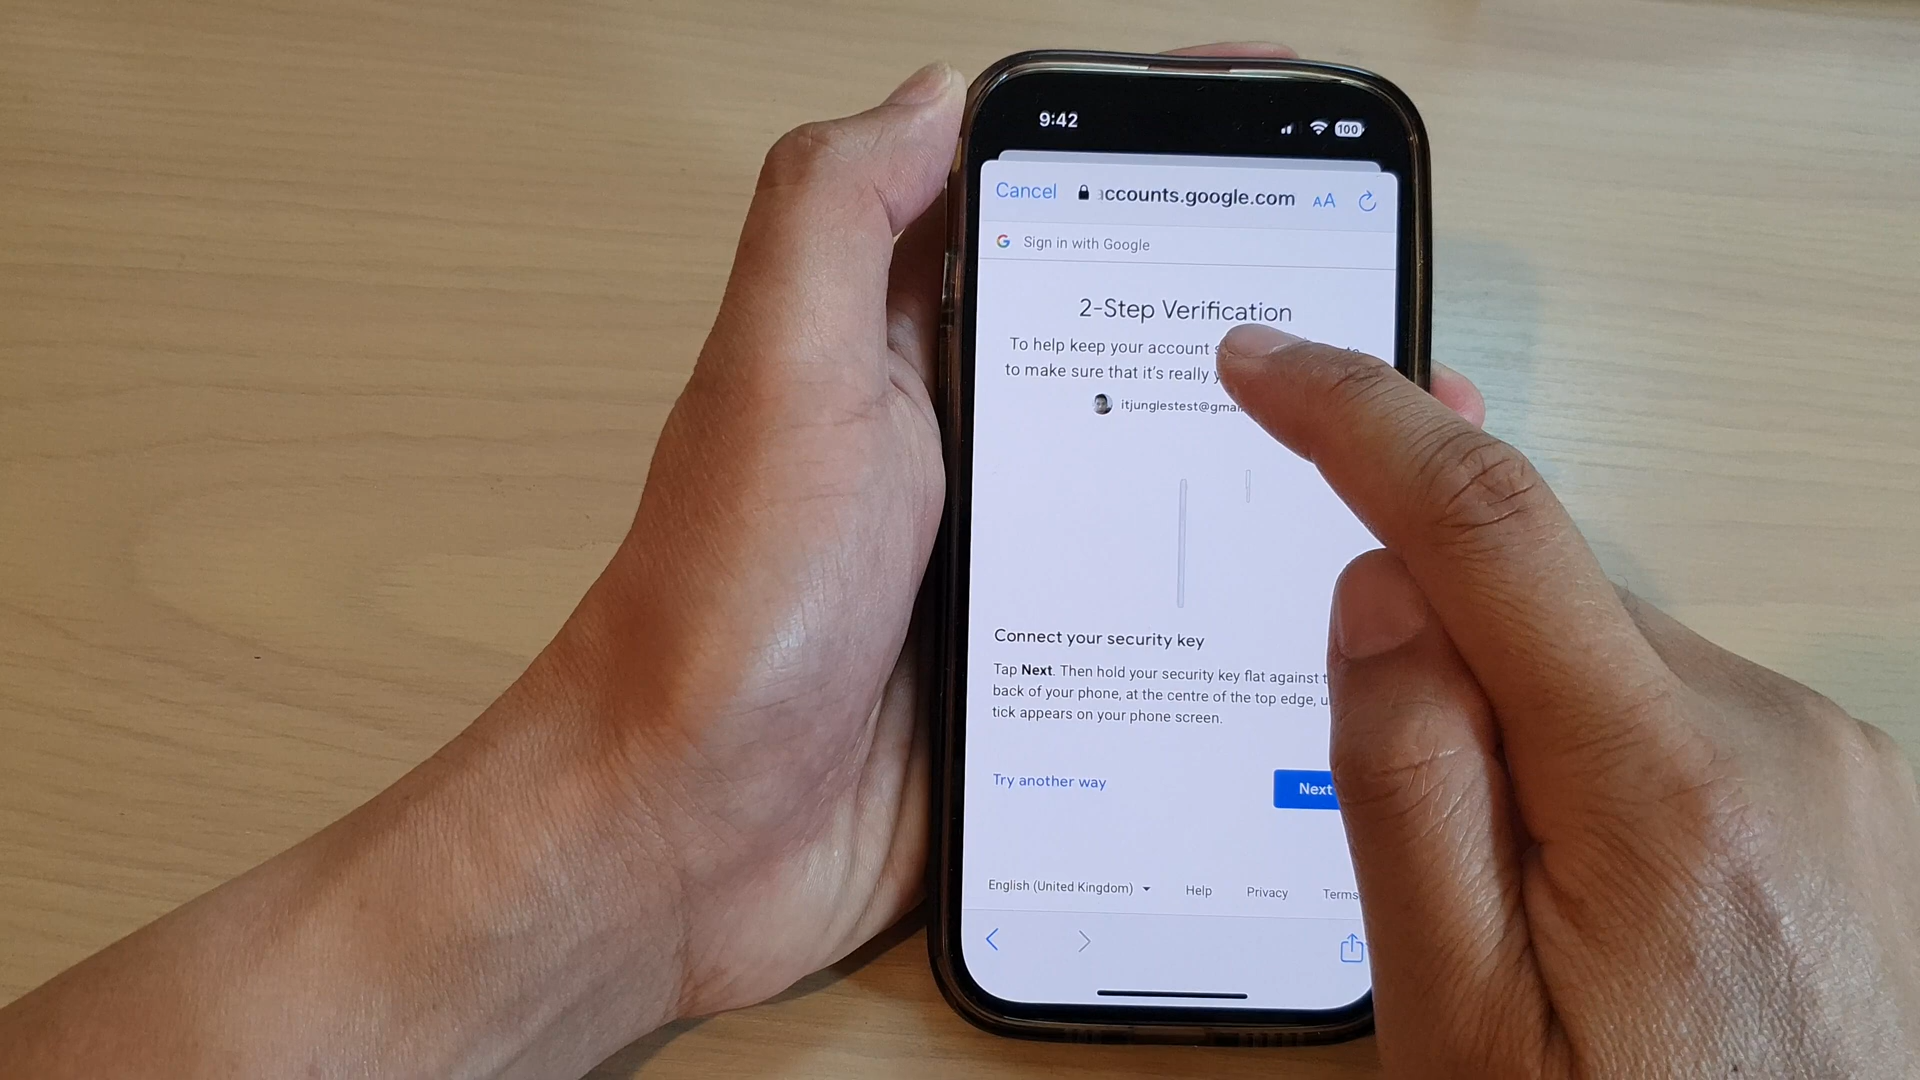 9:42
100
Cancel ccounts.google.com AA
G Sign in with Google
2-Step Verification
To help keep your account
to make sure that it's really
itjunglestest@gmai
Connect your security key
Tap Next. Then hold your security key flat against
back of your phone, at the centre of the top edge,
tick appears on your phone screen.
Try another way
Next
English (United Kingdom) Help Privacy Terms